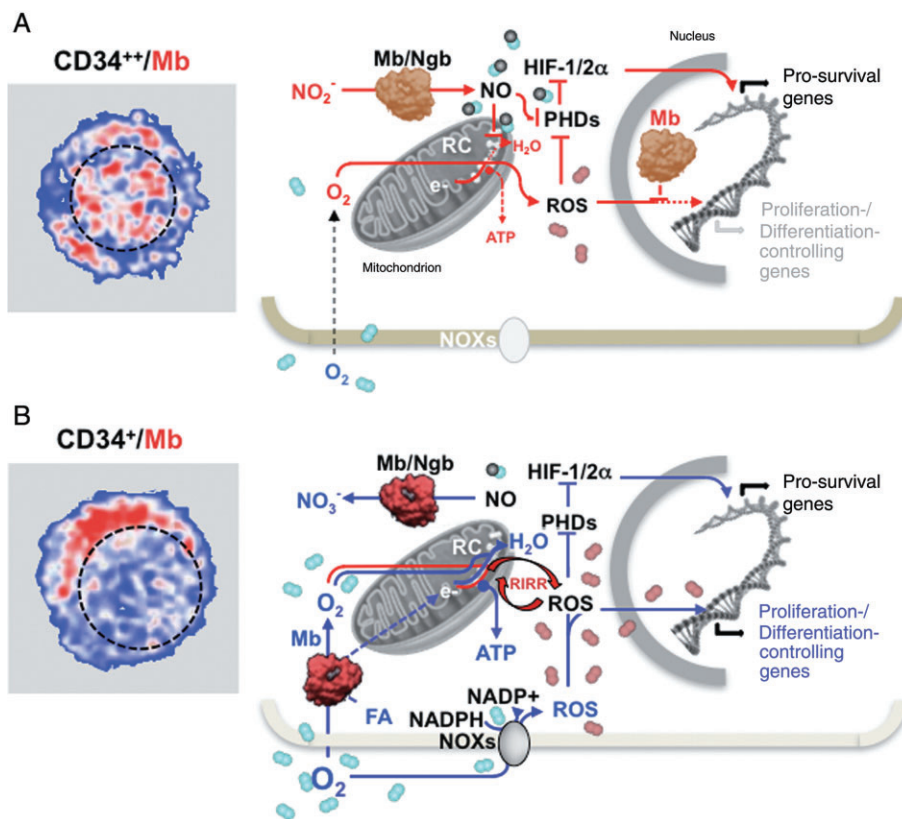 A
CD34++/Mb
NO2-
Mb/Ngb
NO
HIF-1/2α
PHDs
Nucleus
Pro-survival
genes
Mb
RC
H2O
O2
e-
ROS
ATP
Mitochondrion
Proliferation-/
Differentiation-
controlling
genes
NOXs
O2
B
CD34+/Mb
Mb/Ngb
NO3-
NO
HIF-1/2α
PHDs
Pro-survival
genes
RC
H2O
O2
e-
RIRR
ROS
Mb
ATP
Proliferation-/
Differentiation-
controlling
genes
FA
NADP+
NADPH
NOXs
ROS
O2